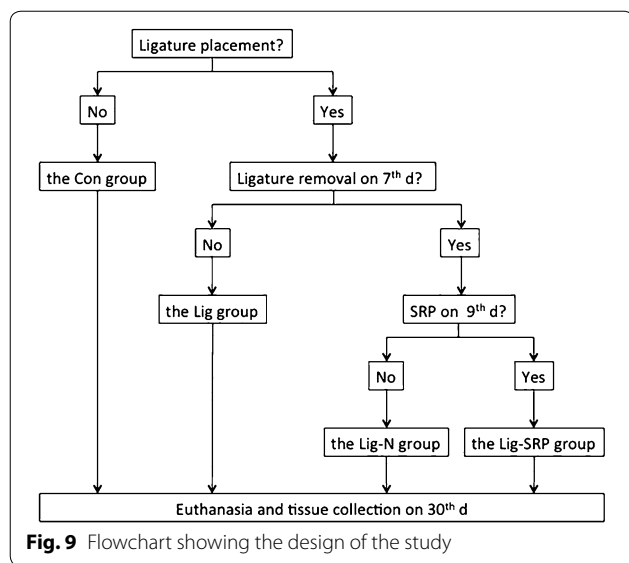 Ligature placement?
No
Yes
the Con group
Ligature removal on 7th d?
No
Yes
the Lig group
SRP on 9th d?
No
Yes
the Lig-N group
the Lig-SRP group
Euthanasia and tissue collection on 30th d
Fig. 9 Flowchart showing the design of the study